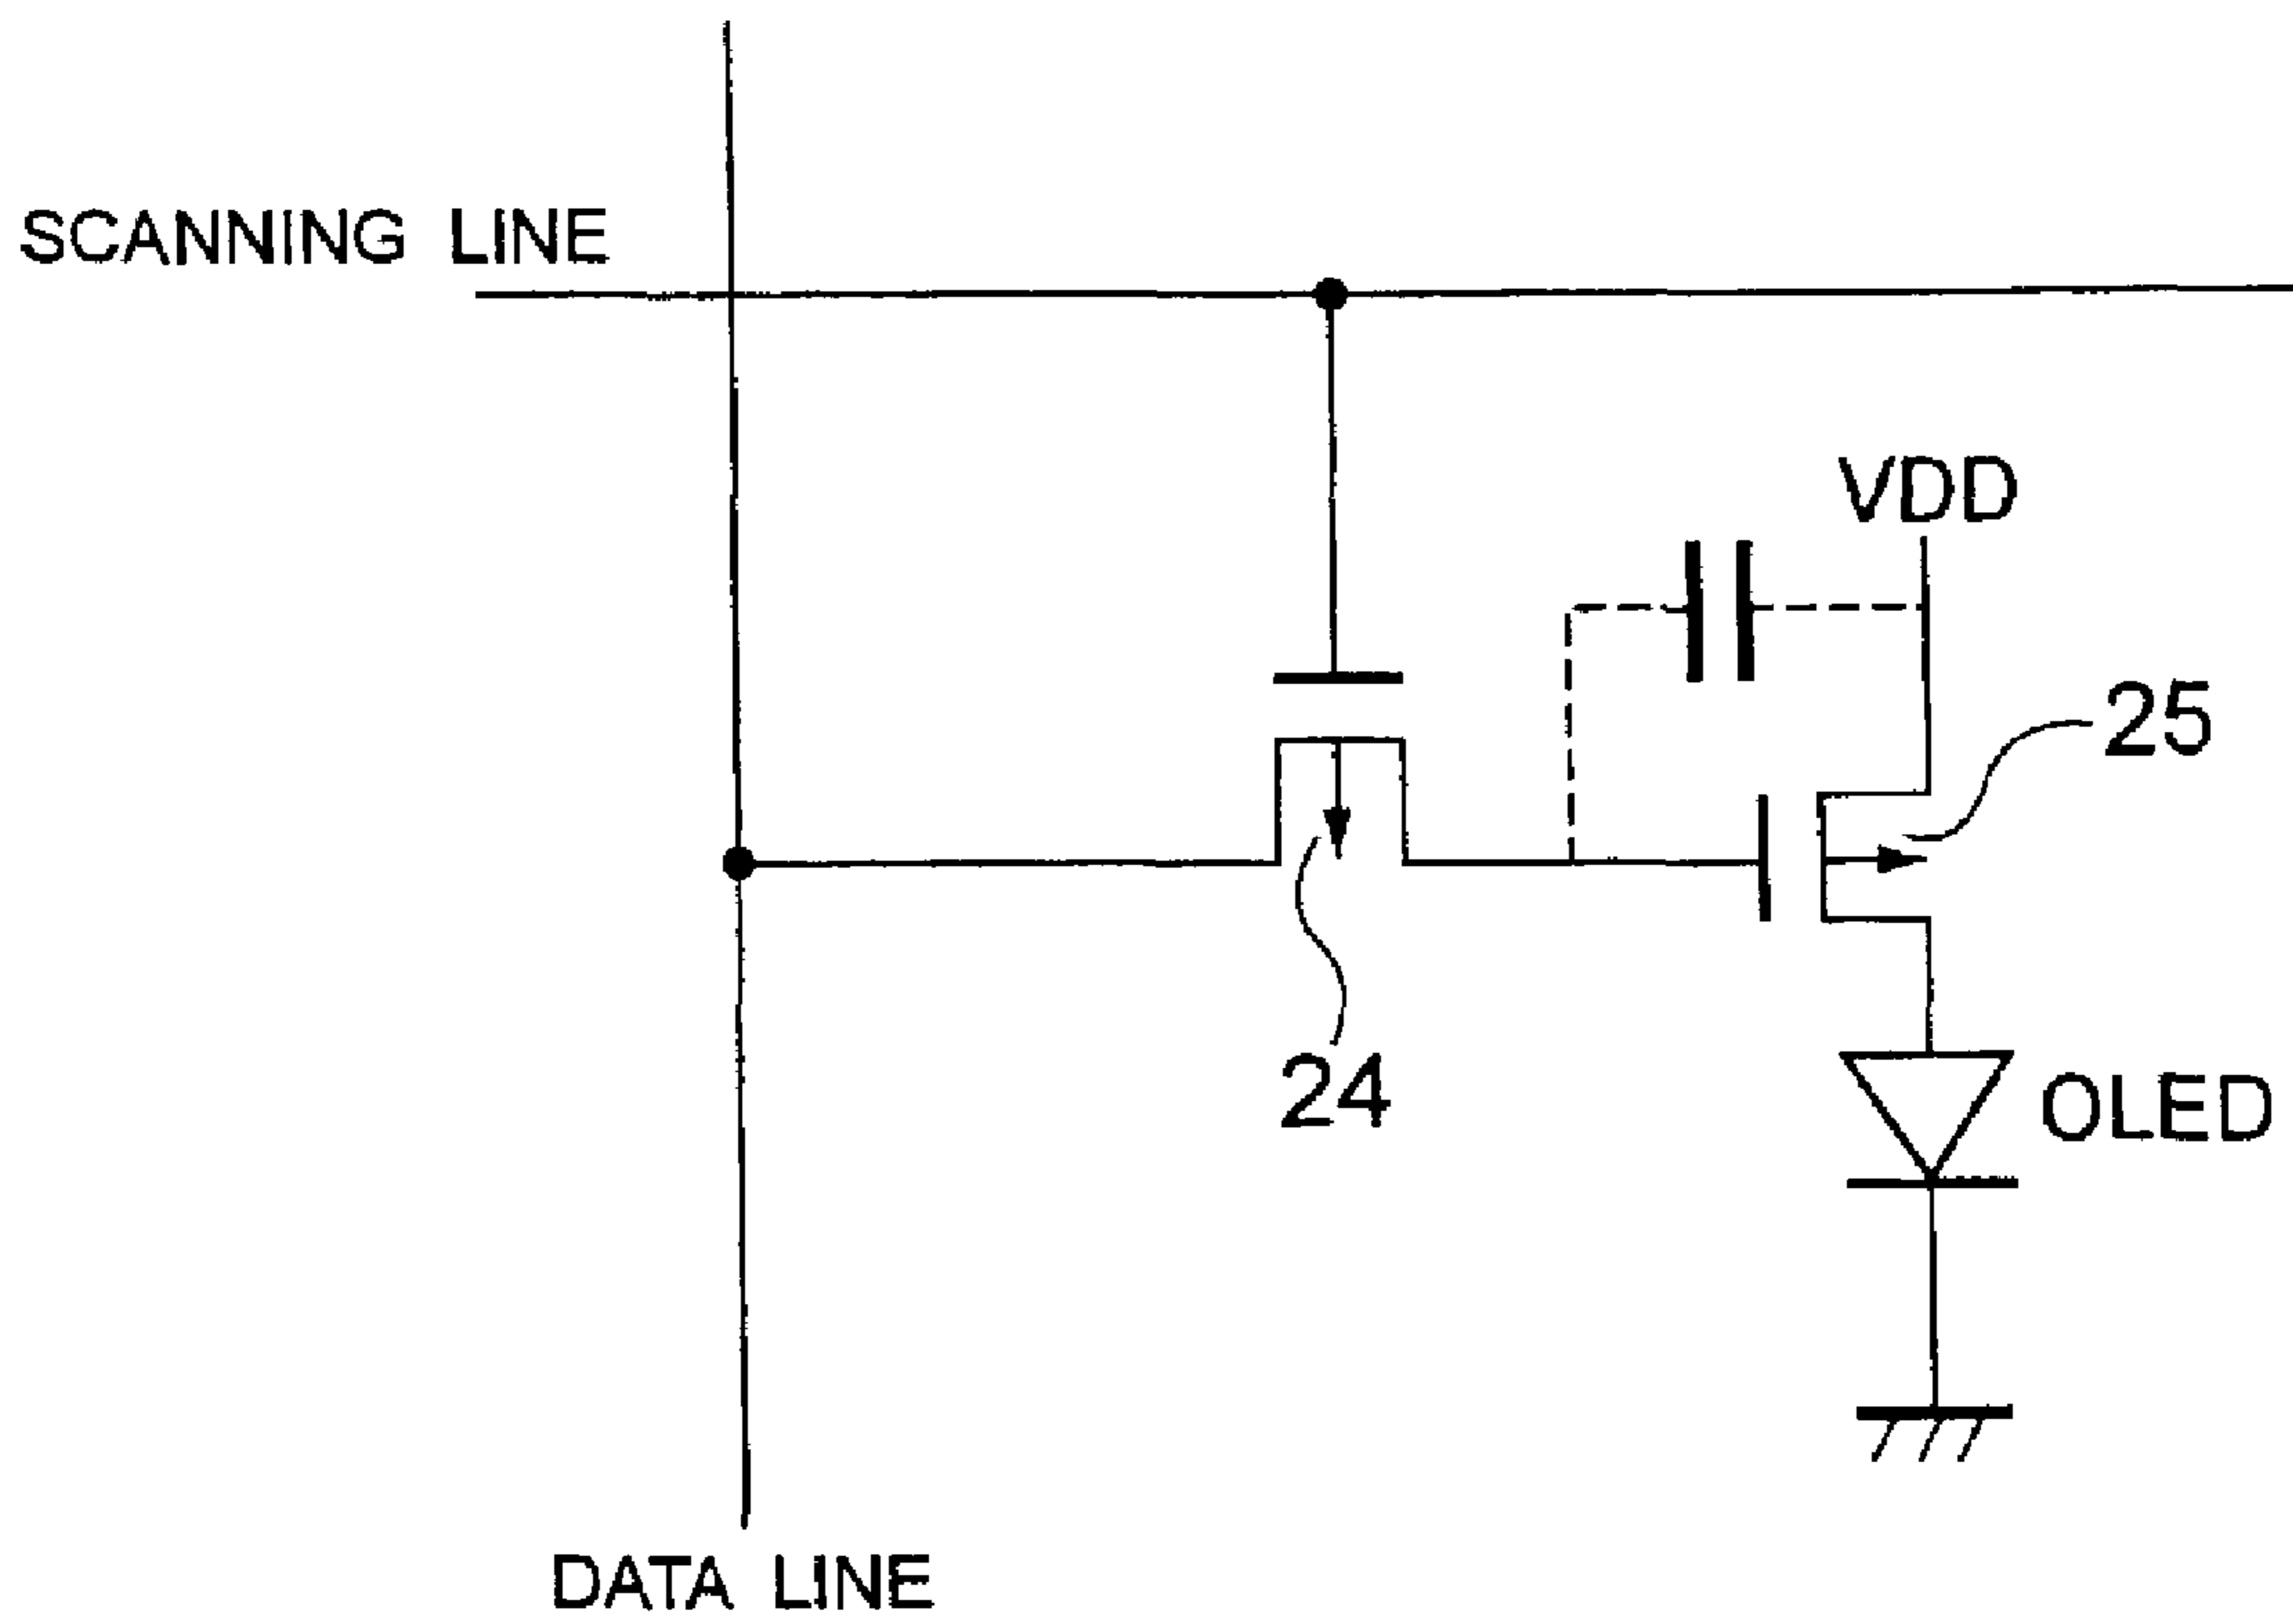 SCANNING LINE
VDD
25
24
OLED
DATA LINE